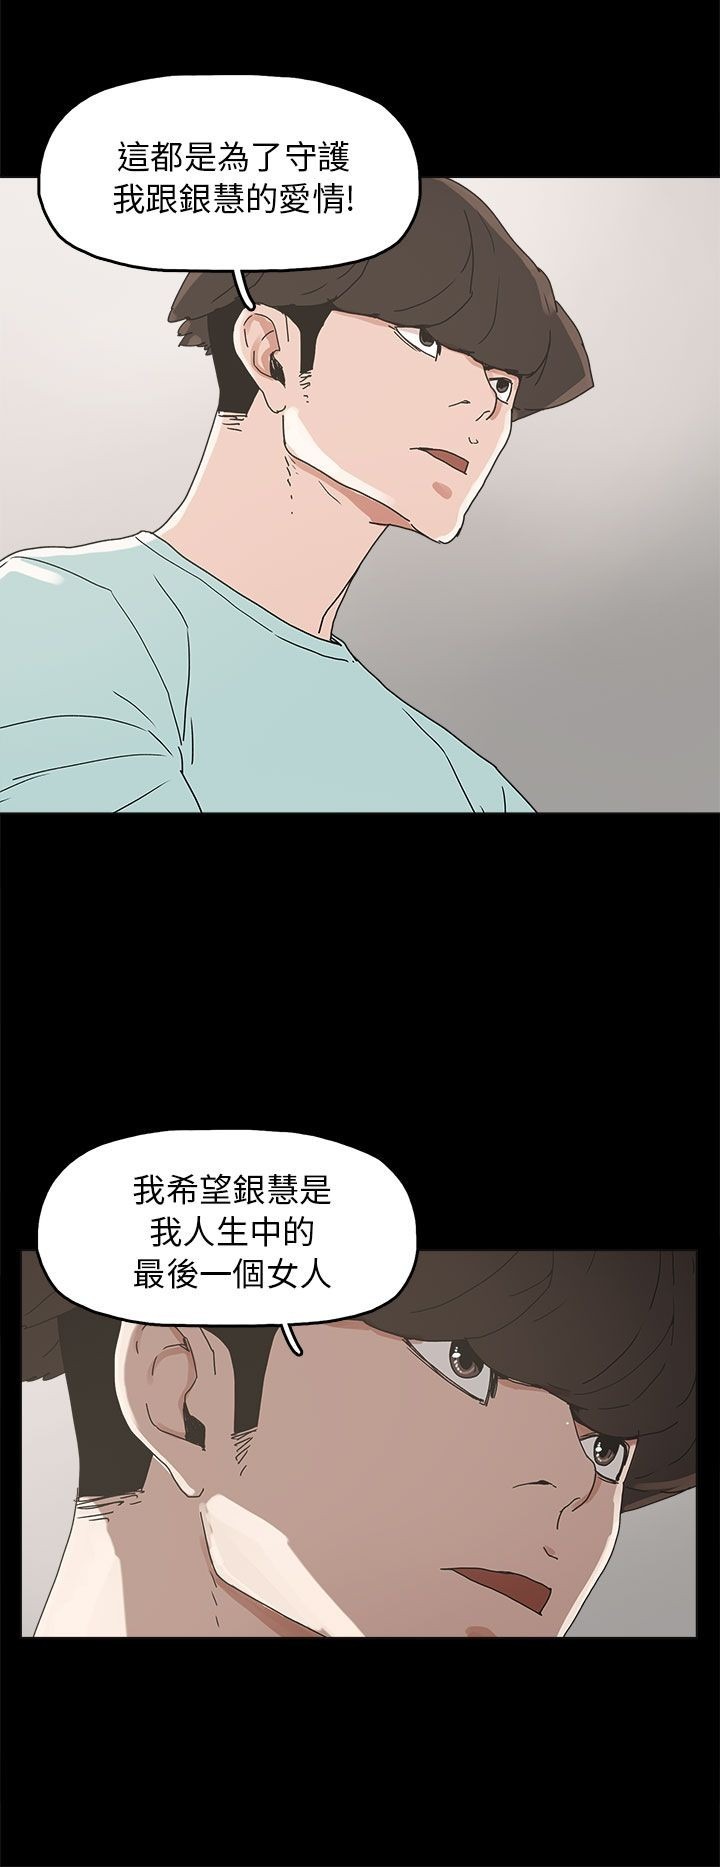 這都是為了守護
我跟銀慧的愛情!
我希望銀慧是
我人生中的
最後一個女人